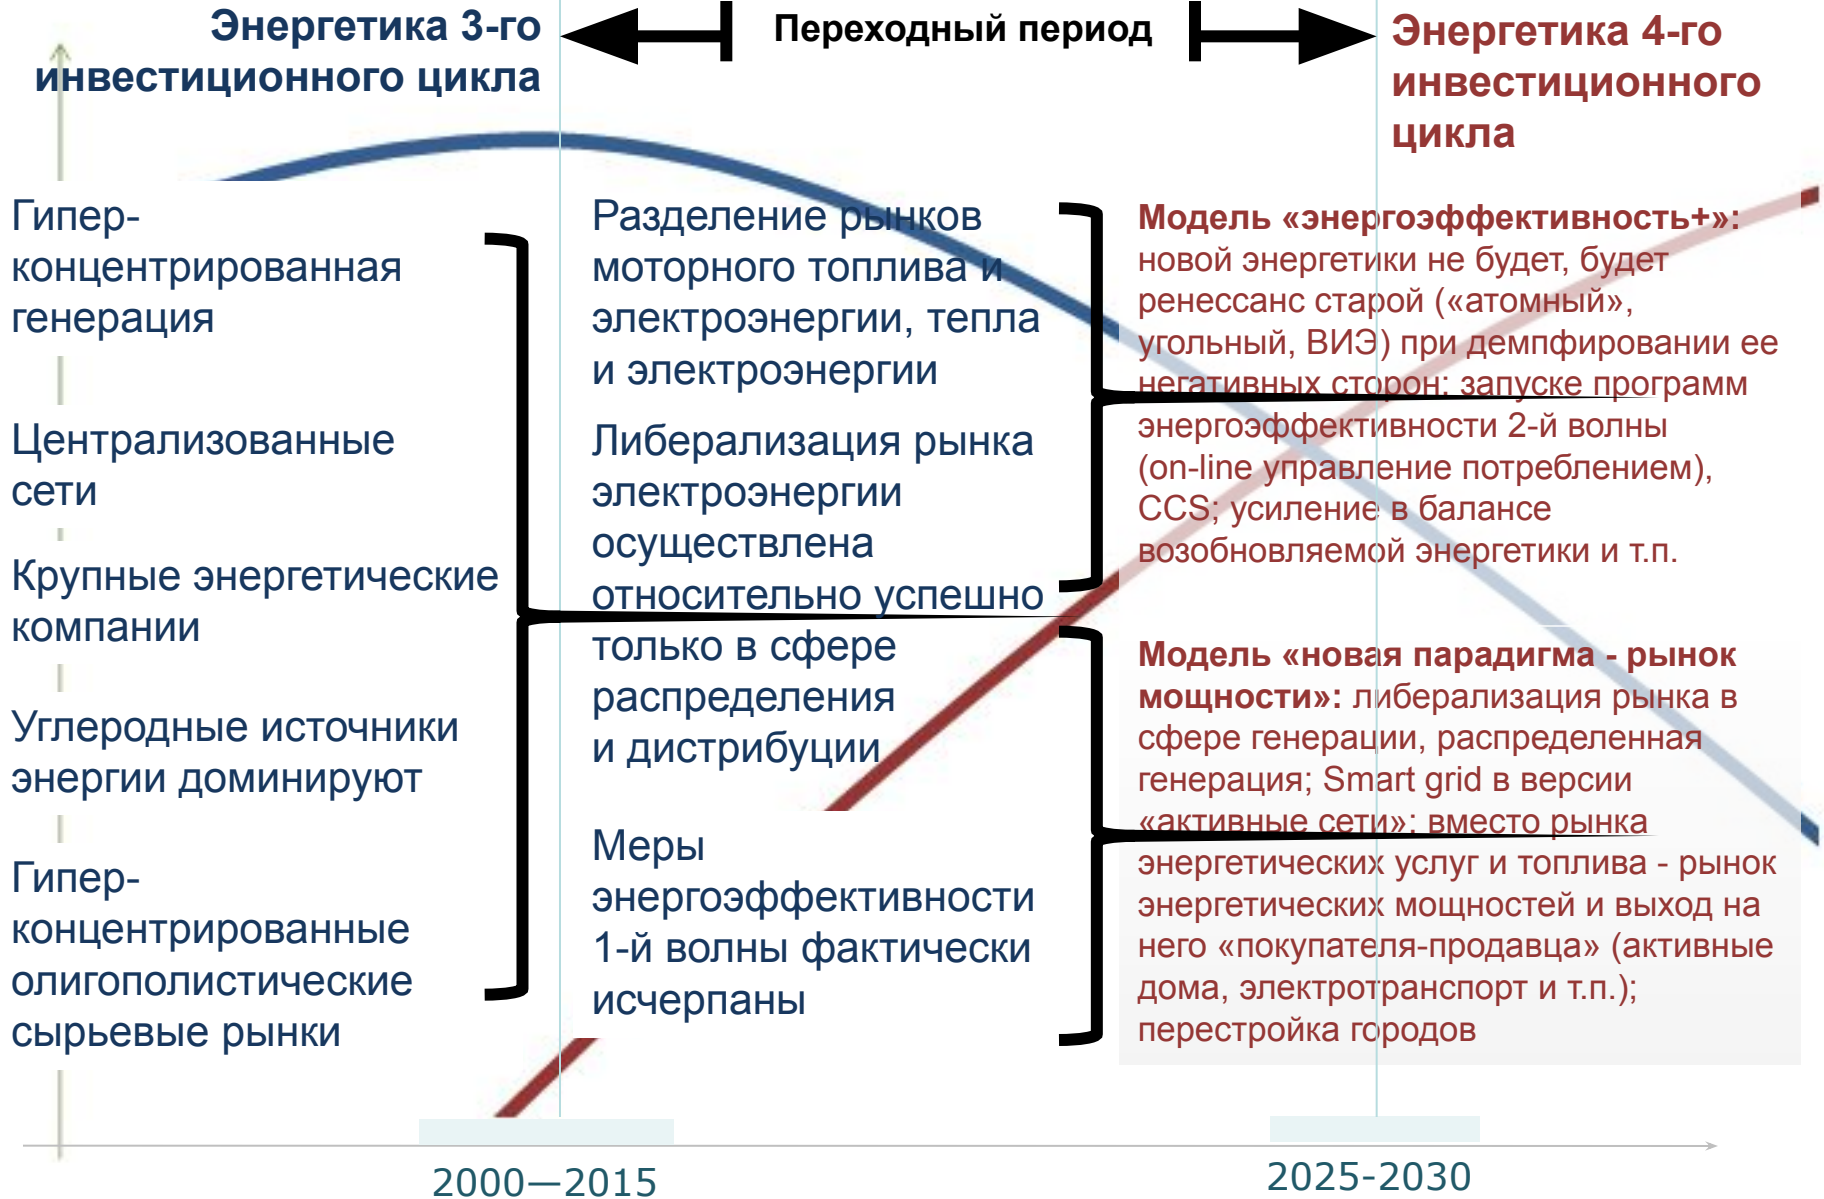 Энергетика 3-го
инвестиционного цикла
Переходный период
Энергетика 4-го
инвестиционного
цикла
Гипер-
концентрированная
генерация
Централизованные
сети
Крупные энергетические
компании
Углеродные источники
энергии доминируют
Гипер-
концентрированные
олигополистические
сырьевые рынки
Разделение рынков
моторного топлива и
электроэнергии, тепла
и электроэнергии
Либерализация рынка
электроэнергии
осуществлена
относительно успешно
только в сфере
распределения
и дистрибуции
Меры
энергоэффективности
1-й волны фактически
исчерпаны
Модель «энергоэффективность+»:
новой энергетики не будет, будет
ренессанс старой («атомный»,
угольный, ВИЭ) при демпфировании ее
негативных сторон; запуске программ
энергоэффективности 2-й волны
(on-line управление потреблением),
CCS; усиление в балансе
возобновляемой энергетики и т.п.
Модель «новая парадигма - рынок
мощности»: либерализация рынка в
сфере генерации, распределенная
генерация; Smart grid в версии
«активные сети»; вместо рынка
энергетических услуг и топлива - рынок
энергетических мощностей и выход на
него «покупателя-продавца» (активные
дома, электротранспорт и т.п.);
перестройка городов
2000—2015
2025-2030